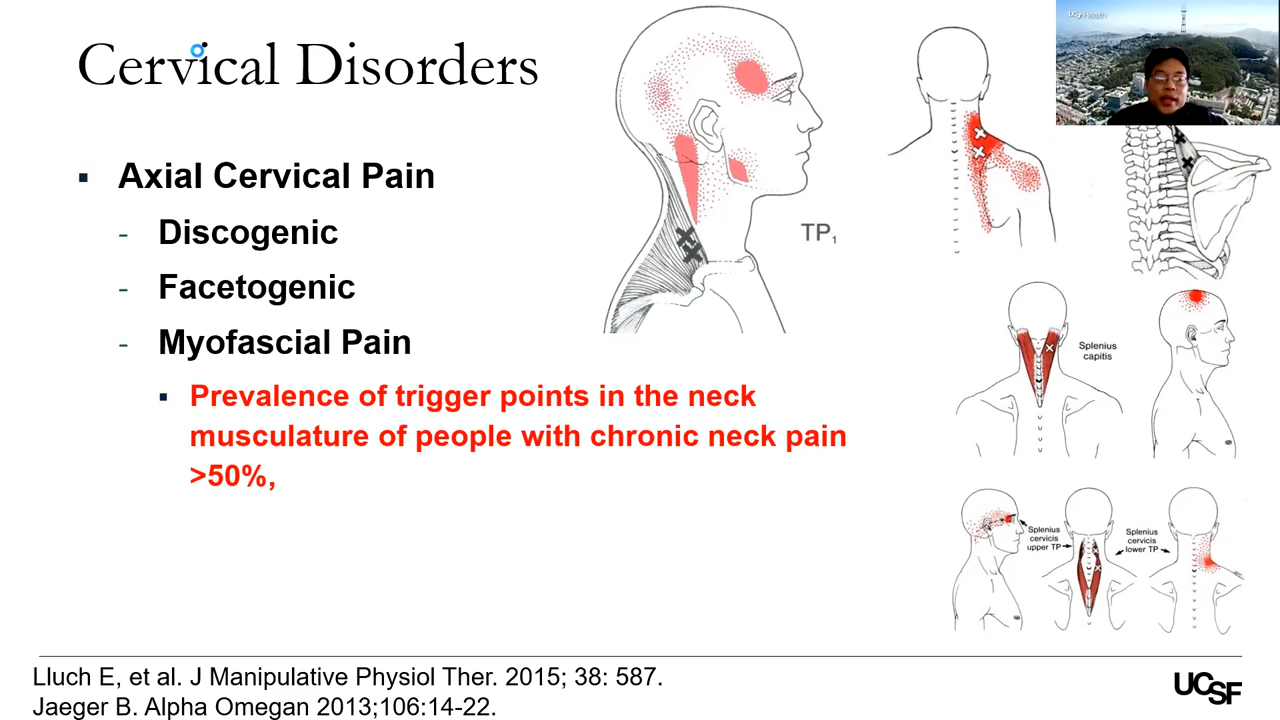 Cervical Disorders
UCSF Health
▪ Axial Cervical Pain
- Discogenic
- Facetogenic
- Myofascial Pain
▪ Prevalence of trigger points in the neck
musculature of people with chronic neck pain
>50%,
TP1
Splenius
capitis
Splenius
cervicis
upper TP
Splenius
cervicis
lower TP
Lluch E, et al. J Manipulative Physiol Ther. 2015; 38: 587.
Jaeger B. Alpha Omegan 2013;106:14-22.
UCSF